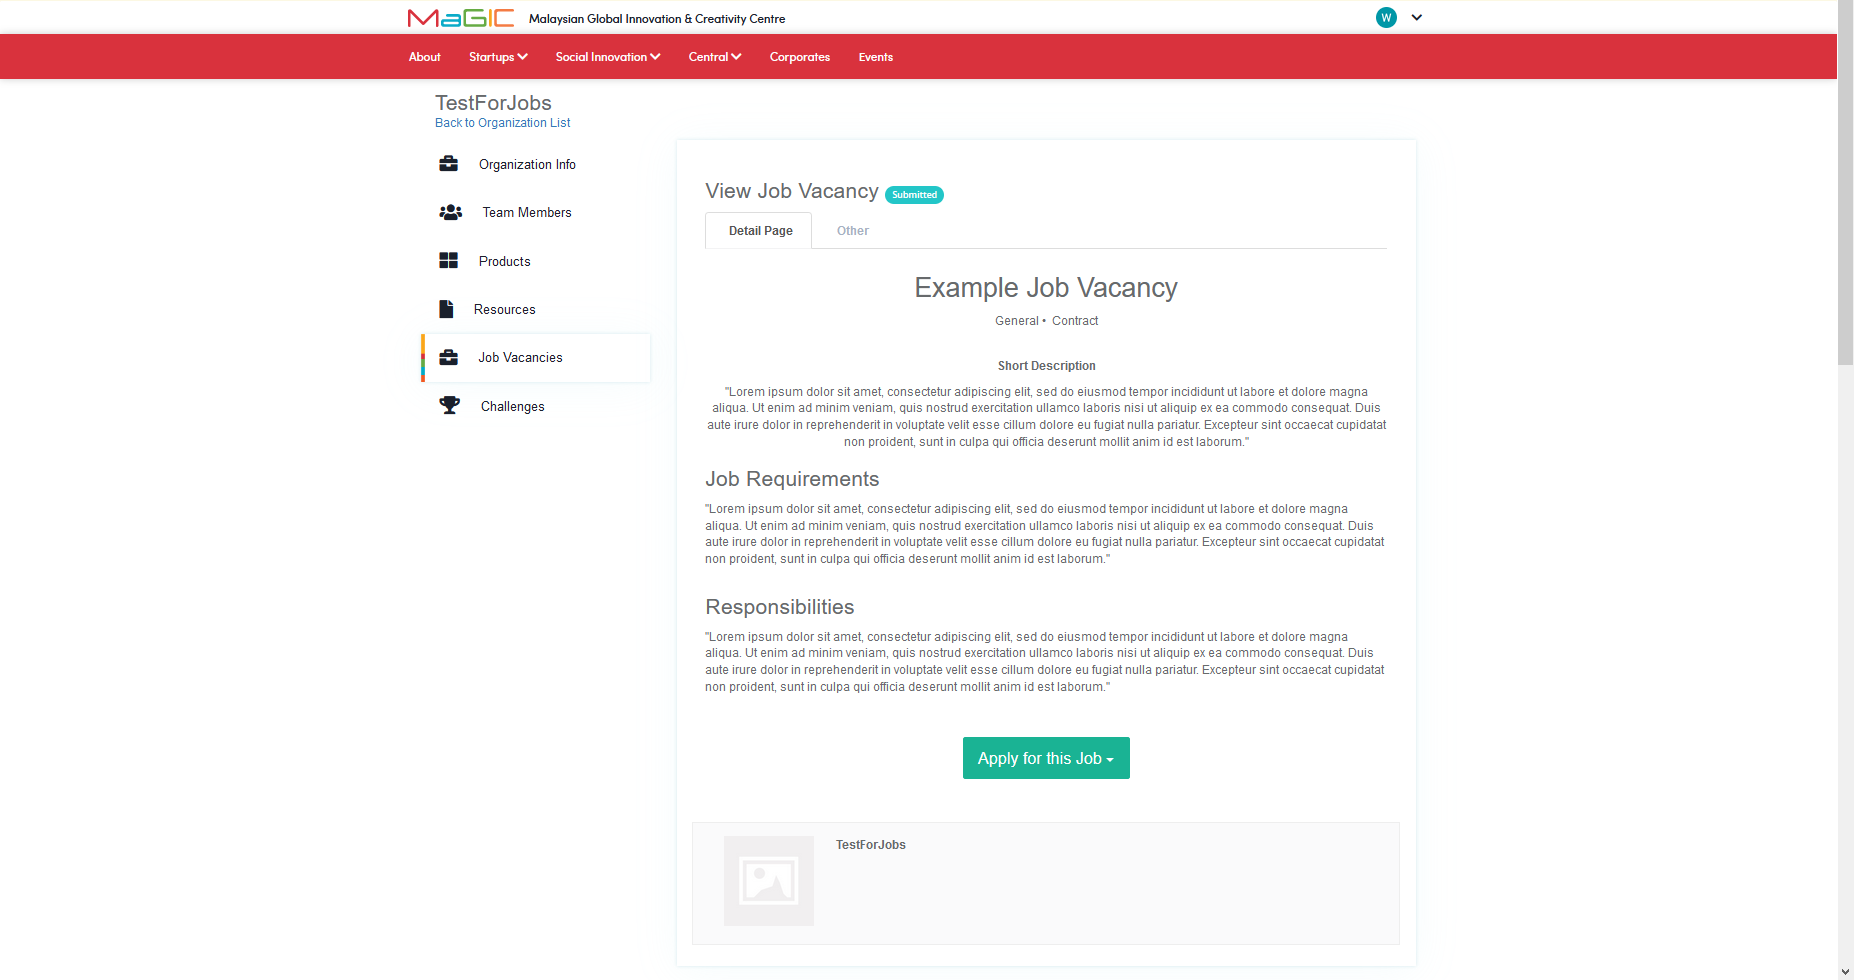 MaGIC Malaysian Global Innovation & Creativity Centre W
About Startups Social Innovation Central Corporates Events
TestForJobs
Back to Organization List
Organization Info
Team Members
Products
Resources
Job Vacancies
Challenges
View Job Vacancy Submitted
Detail Page Other
Example Job Vacancy
General • Contract
Short Description
"Lorem ipsum dolor sit amet, consectetur adipiscing elit, sed do eiusmod tempor incididunt ut labore et dolore magna
aliqua. Ut enim ad minim veniam, quis nostrud exercitation ullamco laboris nisi ut aliquip ex ea commodo consequat. Duis
aute irure dolor in reprehenderit in voluptate velit esse cillum dolore eu fugiat nulla pariatur. Excepteur sint occaecat cupidatat
non proident, sunt in culpa qui officia deserunt mollit anim id est laborum."
Job Requirements
"Lorem ipsum dolor sit amet, consectetur adipiscing elit, sed do eiusmod tempor incididunt ut labore et dolore magna
aliqua. Ut enim ad minim veniam, quis nostrud exercitation ullamco laboris nisi ut aliquip ex ea commodo consequat. Duis
aute irure dolor in reprehenderit in voluptate velit esse cillum dolore eu fugiat nulla pariatur. Excepteur sint occaecat cupidatat
non proident, sunt in culpa qui officia deserunt mollit anim id est laborum."
Responsibilities
"Lorem ipsum dolor sit amet, consectetur adipiscing elit, sed do eiusmod tempor incididunt ut labore et dolore magna
aliqua. Ut enim ad minim veniam, quis nostrud exercitation ullamco laboris nisi ut aliquip ex ea commodo consequat. Duis
aute irure dolor in reprehenderit in voluptate velit esse cillum dolore eu fugiat nulla pariatur. Excepteur sint occaecat cupidatat
non proident, sunt in culpa qui officia deserunt mollit anim id est laborum."
Apply for this Job
TestForJobs